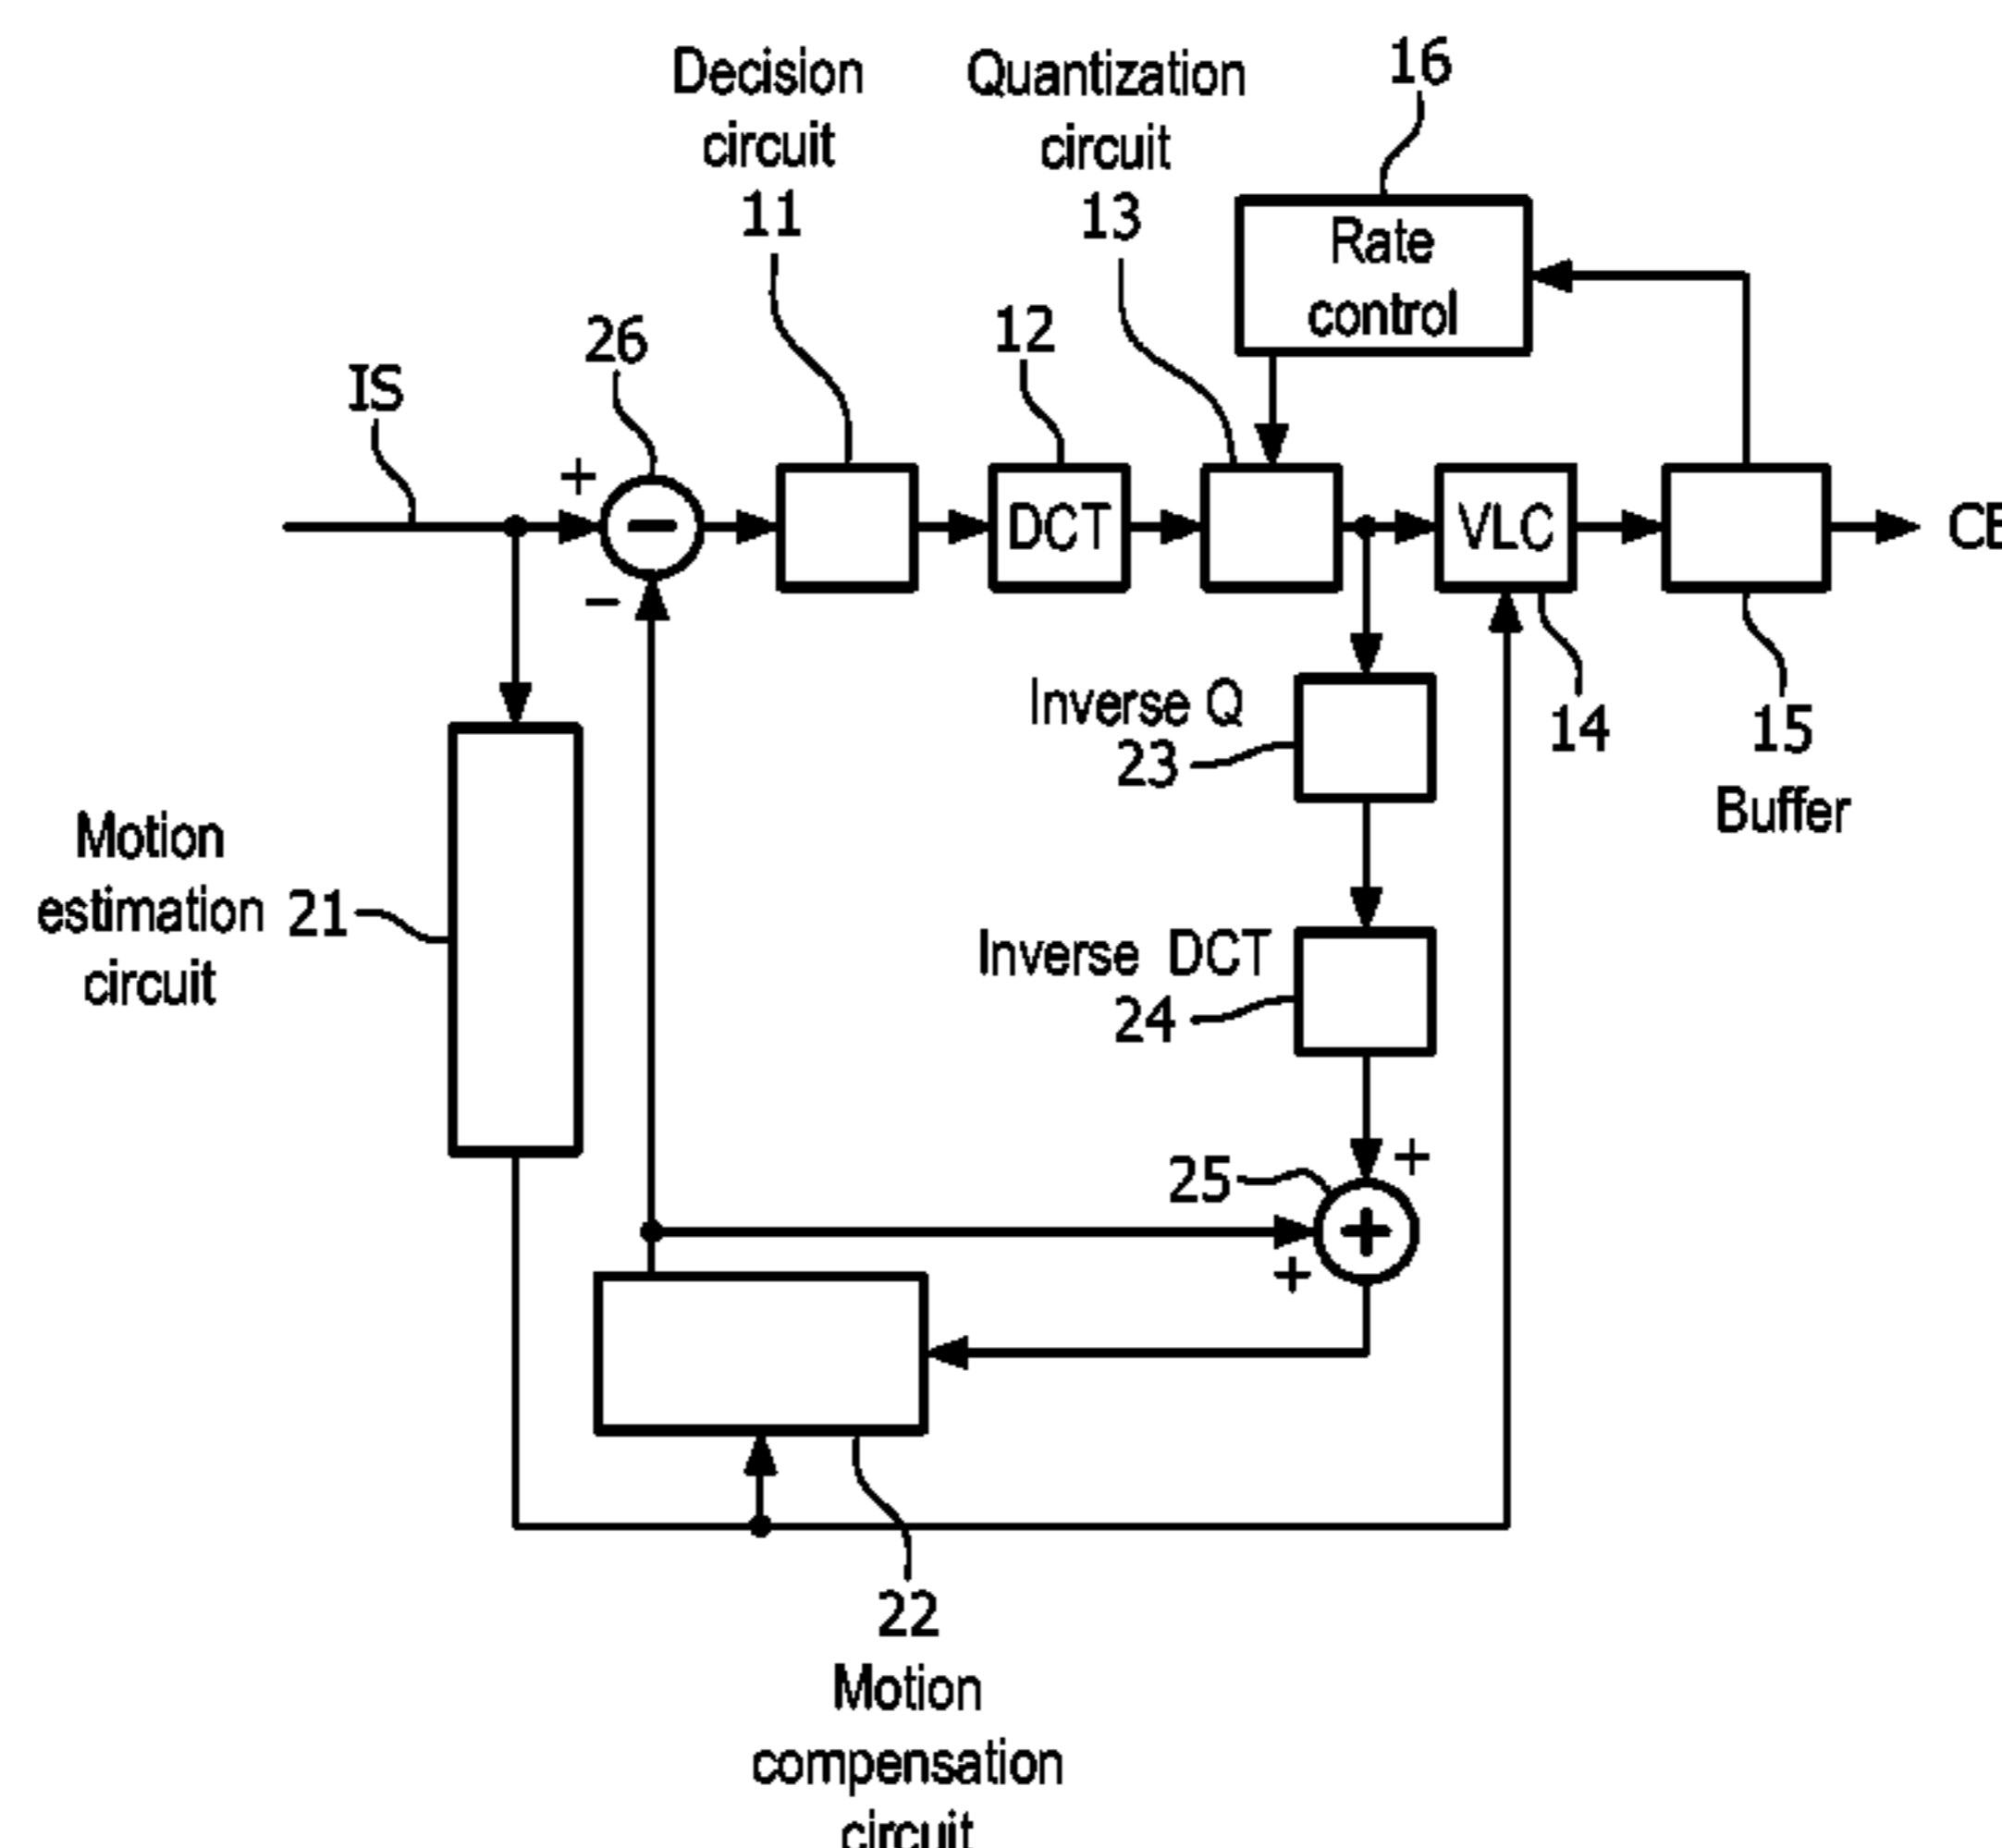 Decision
circuit
11
Quantization
circuit
13
16
Rate
control
26
12
IS
+
−
−
DCT
VLC
Inverse Q
23
14
15
Buffer
Motion
estimation
circuit
21
Inverse DCT
24
25
+
+
+
22
Motion
compensation
circuit